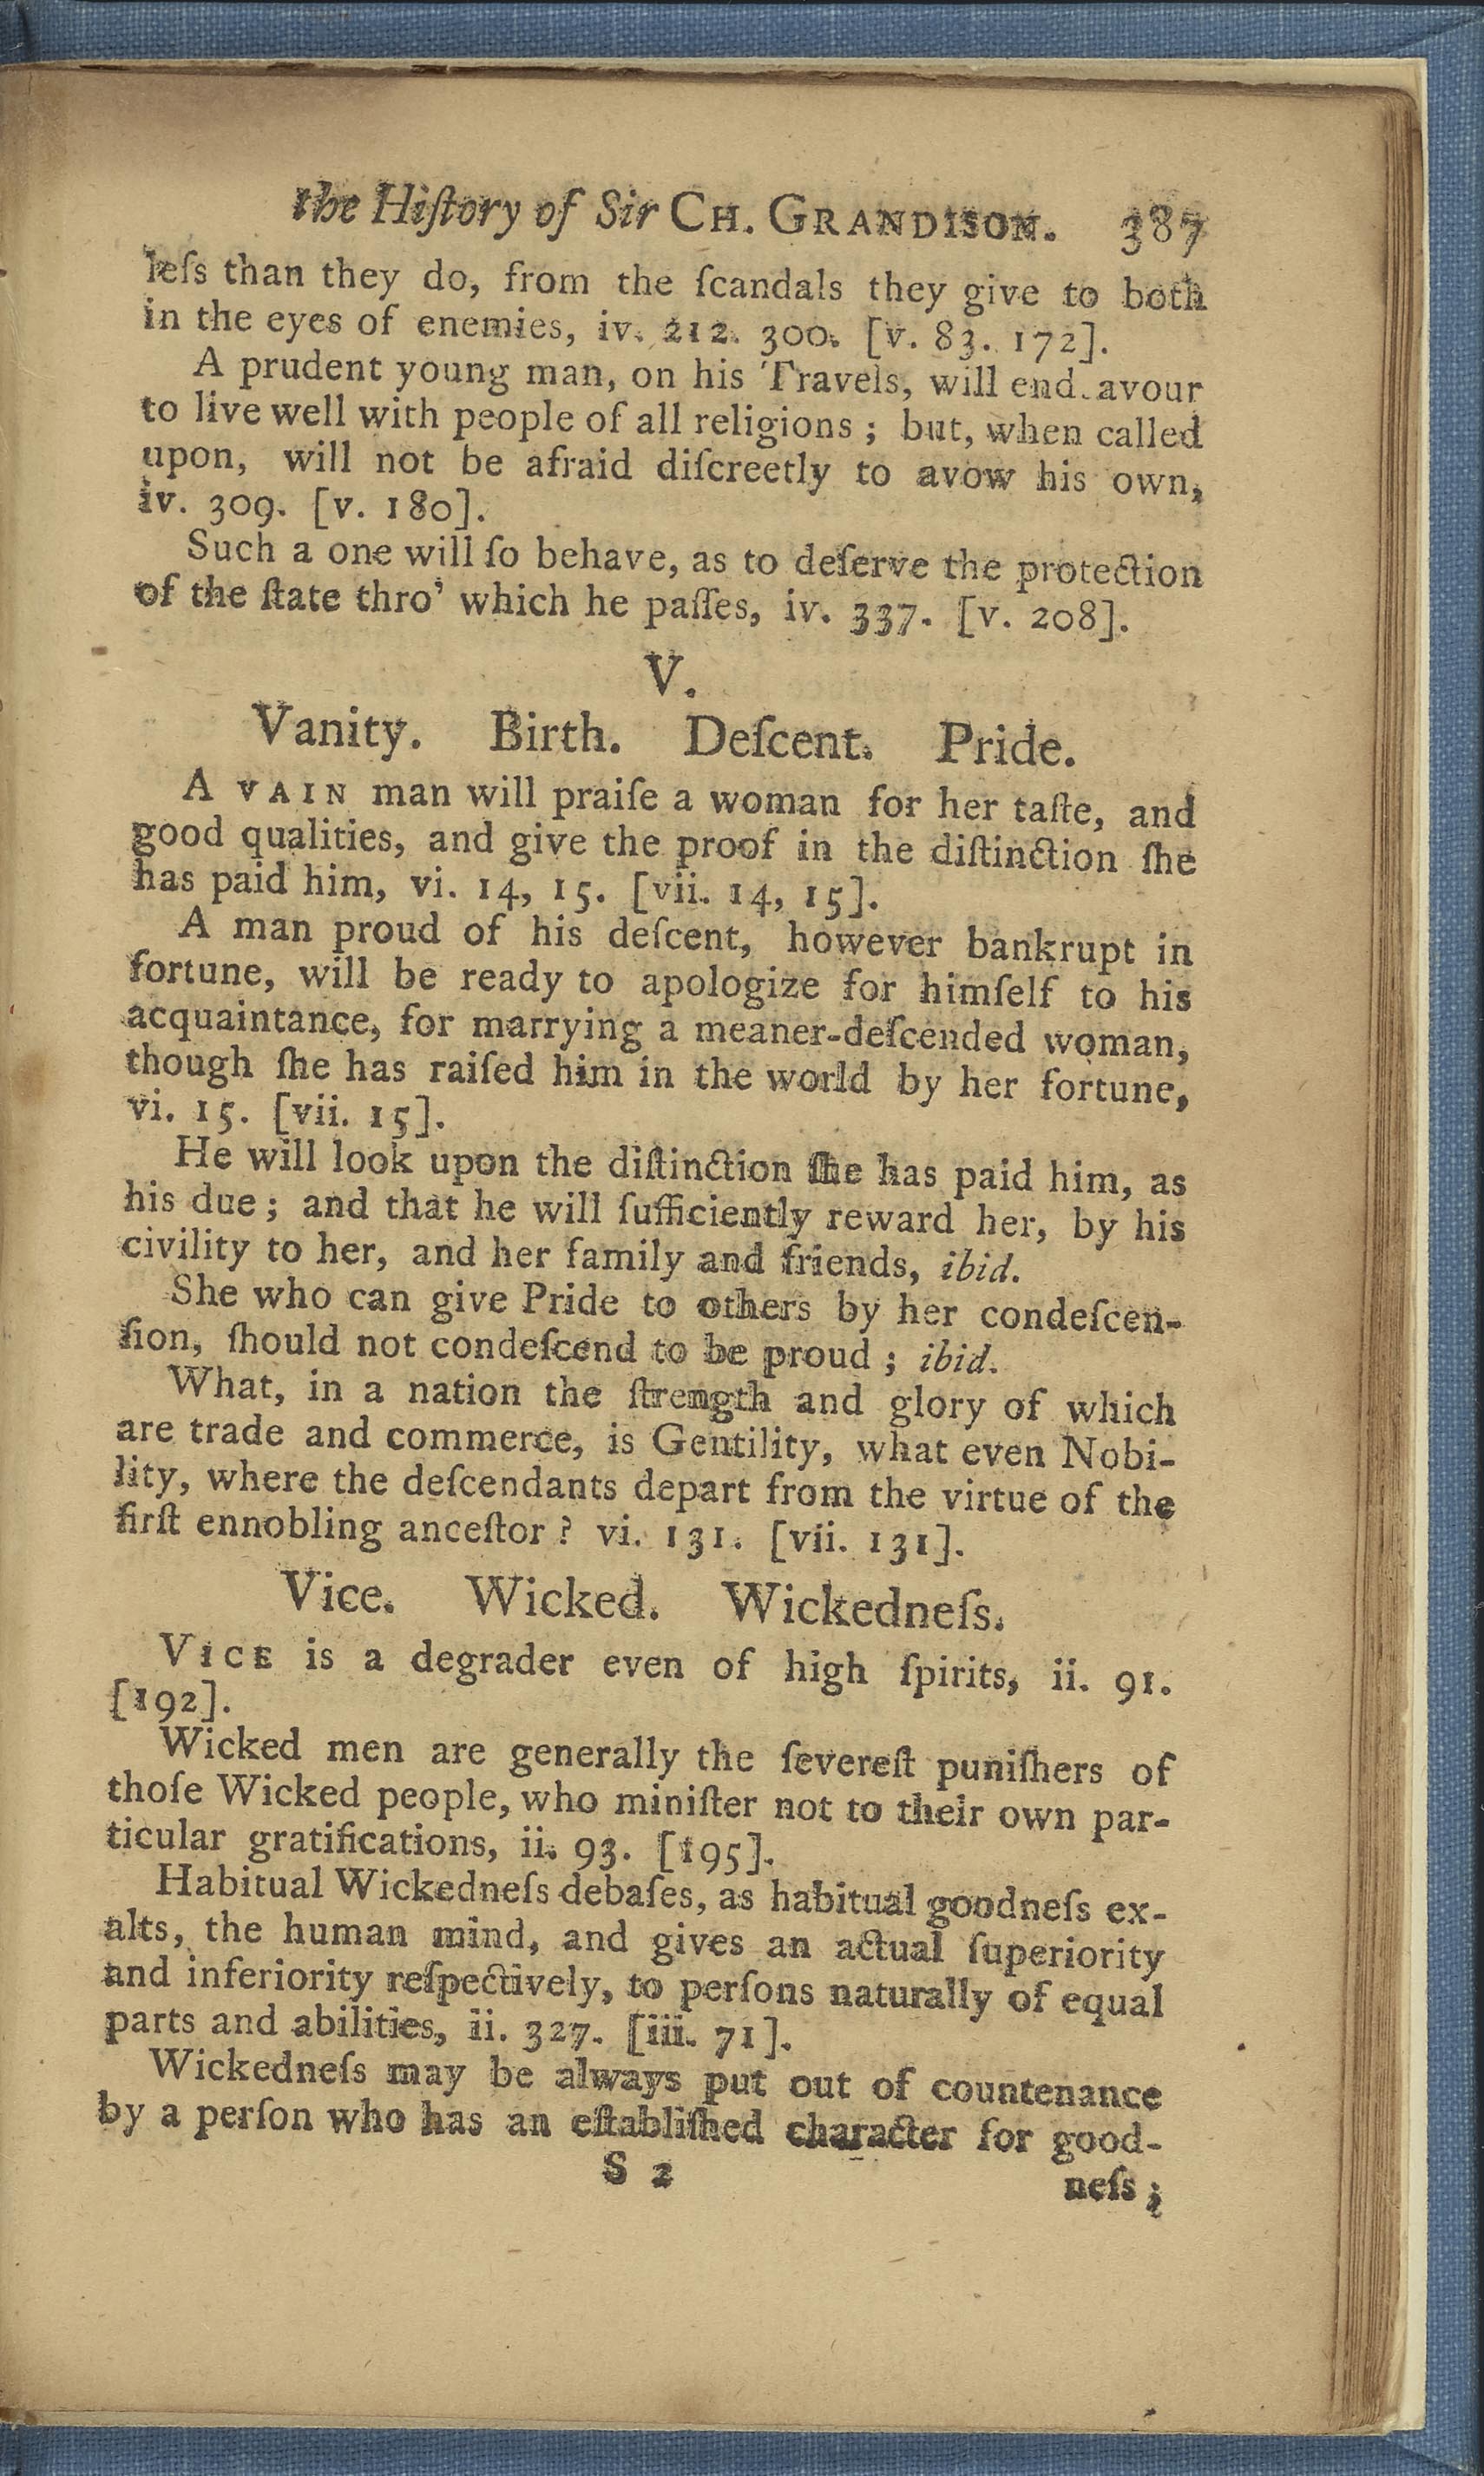 the Hiſtory of Sir CH. GRANDISON. 387
leſs than they do, from the ſcandals they give to both
in the eyes of enemies, iv. 212. 300. [v. 83. 172].
A prudent young man, on his Travels, will end.avour
to live well with people of all religions ; but, when called
upon, will not be afraid diſcreetly to avow his own,
iv. 309. [v. 180].
Such a one will ſo behave, as to deſerve the protection
of the ſtate thro' which he paſſes, iv. 337. [v. 208].
V.
Vanity. Birth. Deſcent. Pride.
A VAIN man will praiſe a woman for her taſte, and
good qualities, and give the proof in the diſtinction ſhe
has paid him, vi. 14, 15. [vii. 14, 15].
A man proud of his deſcent, however bankrupt in
fortune, will be ready to apologize for himſelf to his
acquaintance, for marrying a meaner-deſcended woman,
though ſhe has raiſed him in the world by her fortune,
vi. 15. [vii. 15].
He will look upon the diſtinction ſhe has paid him, as
his due ; and that he will ſufficiently reward her, by his
civility to her, and her family and friends, ibid.
She who can give Pride to others by her condeſcen-
ſion, ſhould not condeſcend to be proud ; ibid.
What, in a nation the ſtrength and glory of which
are trade and commerce, is Gentility, what even Nobi-
lity, where the deſcendants depart from the virtue of the
firſt ennobling anceſtor ? vi. 131. [vii. 131].
Vice. Wicked. Wickedneſs.
VICE is a degrader even of high ſpirits, ii. 91.
[192].
Wicked men are generally the ſevereſt puniſhers of
thoſe Wicked people, who miniſter not to their own par-
ticular gratifications, ii. 93. [195].
Habitual Wickedneſs debaſes, as habitual goodneſs ex-
alts, the human mind, and gives an actual ſuperiority
and inferiority reſpectively, to perſons naturally of equal
parts and abilities, ii. 327. [iii. 71].
Wickedneſs may be always put out of countenance
by a perſon who has an eſtabliſhed character for good-
S 2 neſs ;